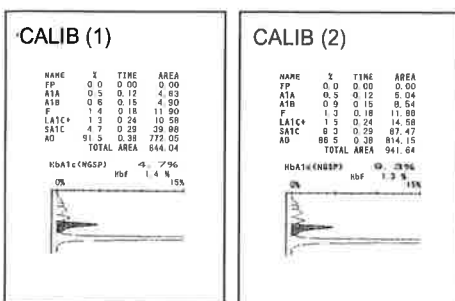 CALIB (1)
NAME % TIME AREA
FP 0.0 0.00 0.00
A1A 0.5 0.12 4.83
A1B 0.6 0.15 4.90
F 1.4 0.18 11.90
LA1C+ 1.3 0.24 10.58
SA1C 4.7 0.29 39.98
A0 91.5 0.38 772.05
TOTAL AREA 844.04
HbA1c(NGSP) 4.7%
HbF 1.4 %
0% 15%
CALIB (2)
NAME % TIME AREA
FP 0.0 0.00 0.00
A1A 0.5 0.12 5.04
A1B 0.9 0.15 8.54
F 1.3 0.18 11.88
LA1C+ 1.5 0.24 14.58
SA1C 9.3 0.29 87.47
A0 86.5 0.38 814.15
TOTAL AREA 941.64
HbA1c(NGSP) 9.3%
HbF 1.3 %
0% 15%